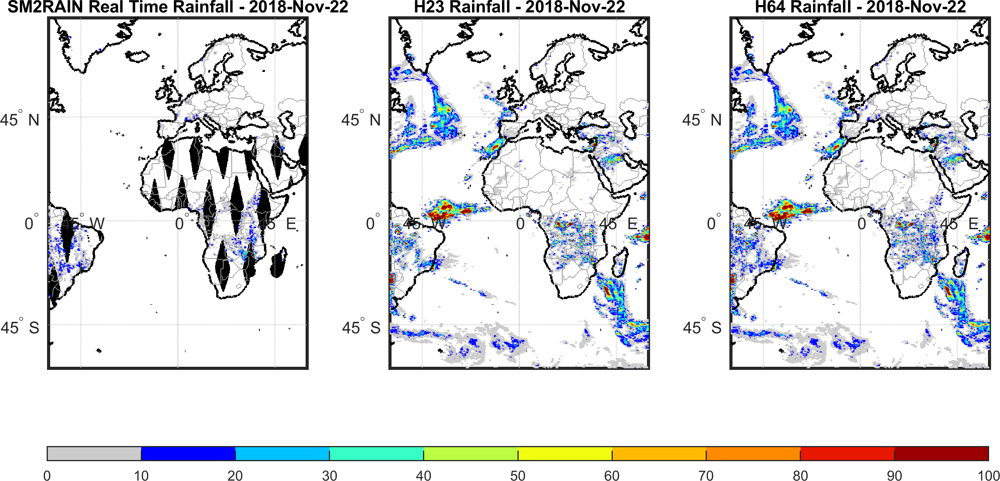 SM2RAIN Real Time Rainfall - 2018-Nov-22
H23 Rainfall - 2018-Nov-22
H64 Rainfall - 2018-Nov-22
45° N
45° N
45° N
0°
45° W
0°
45° E
0°
45° W
0°
45° E
0°
45° W
0°
45° E
45° S
45° S
45° S
0 10 20 30 40 50 60 70 80 90 100